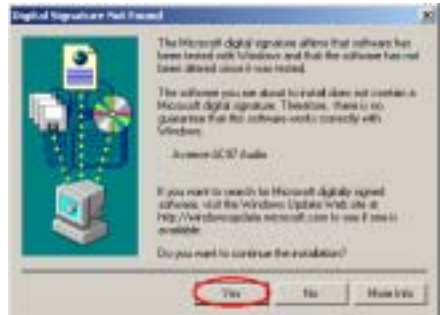 Digital Signature Not Found
The Microsoft digital signature affirms that software has
been tested with Windows and that the software has not
been altered since it was tested.
The software you are about to install does not contain a
Microsoft digital signature. Therefore, there is no
guarantee that this software works correctly with
Windows.
Avance AC97 Audio
If you want to search for Microsoft digitally signed
software, visit the Windows Update Web site at
http://windowsupdate.microsoft.com to see if one is
available.
Do you want to continue the installation?
Yes
No
More Info